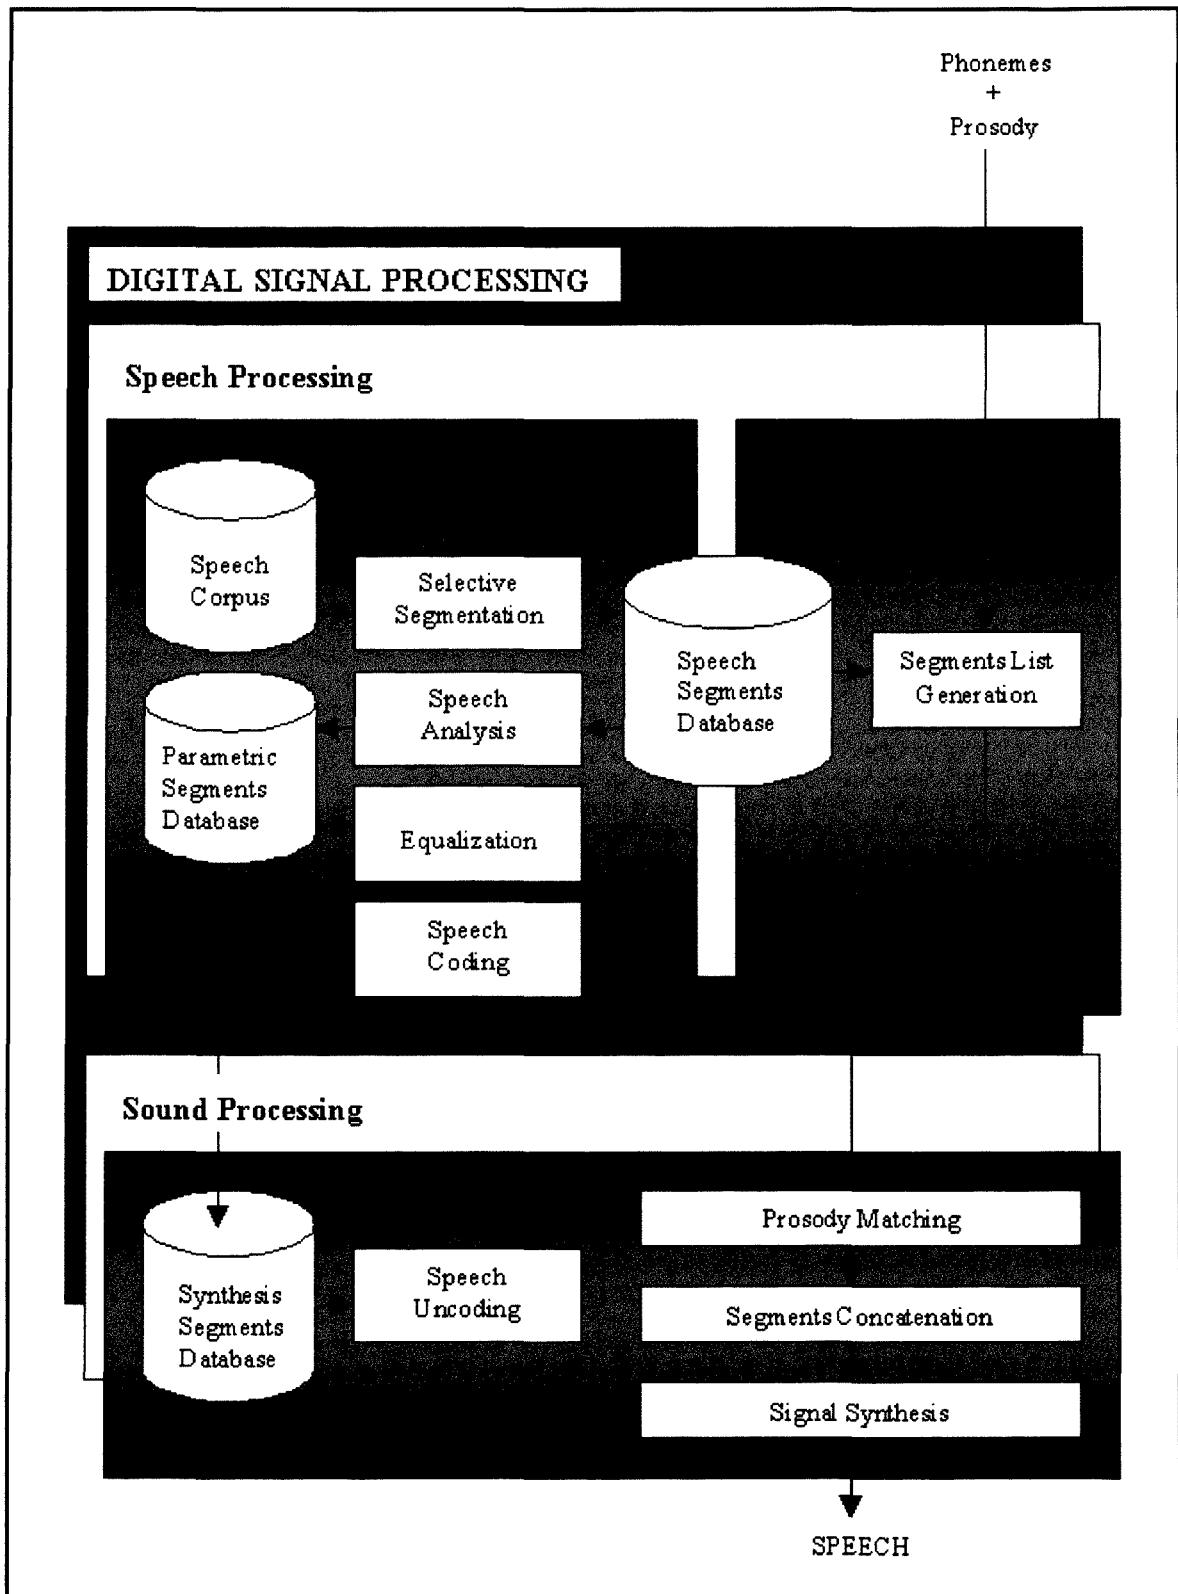 Phonemes
+
Prosody
DIGITAL SIGNAL PROCESSING
Speech Processing
Speech
Corpus
Selective
Segmentation
Speech
Segments
Database
Segments List
Generation
Speech
Analysis
Parametric
Segments
Database
Equalization
Speech
Coding
Sound Processing
Synthesis
Segments
Database
Speech
Uncoding
Prosody Matching
Segments Concatenation
Signal Synthesis
SPEECH